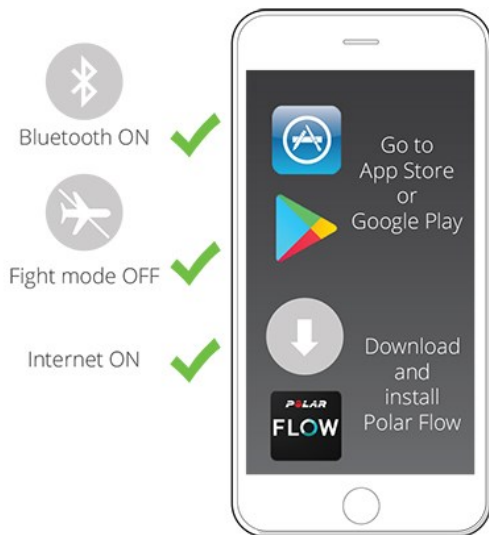 Bluetooth ON
Fight mode OFF
Internet ON
Go to
App Store
or
Google Play
Download
and
install
Polar Flow
POLAR
FLOW